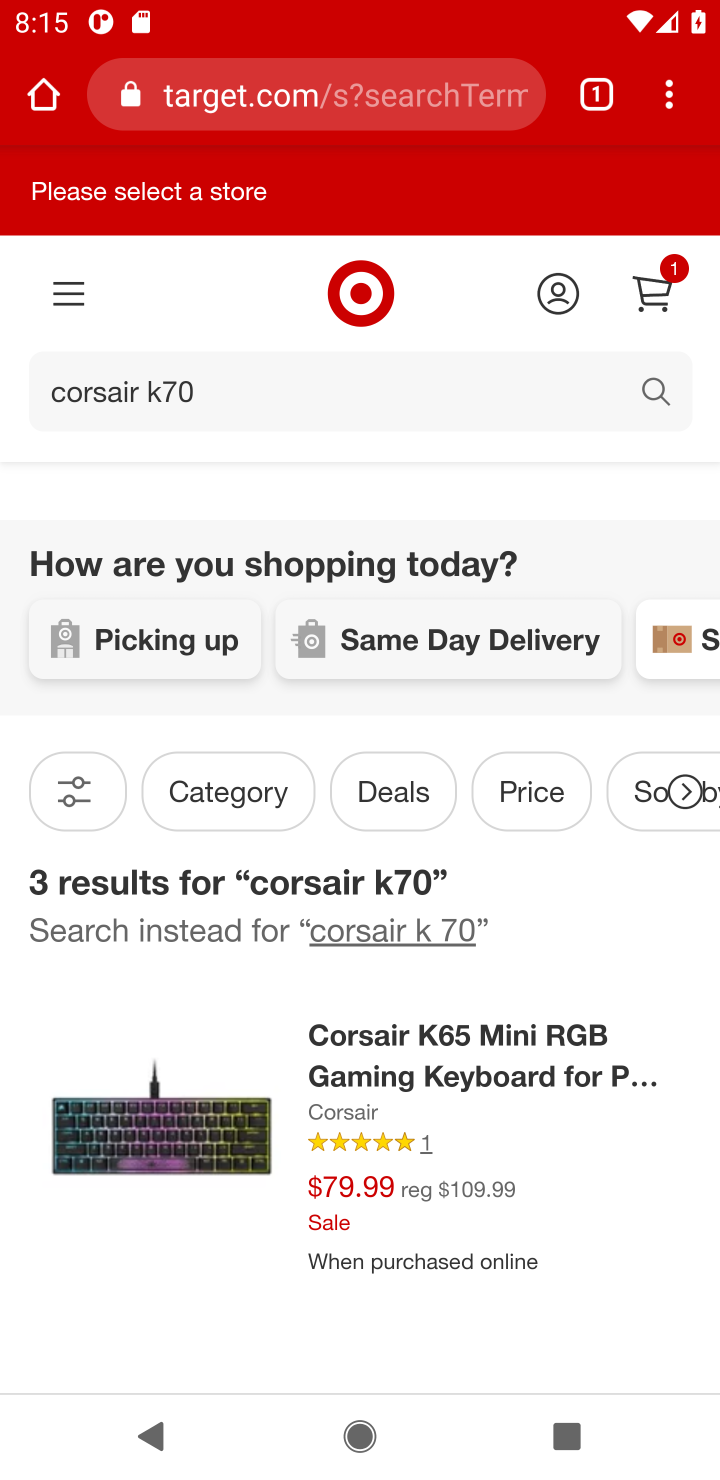 8:15
target.com/s?searchTerm
1
Please select a store
1
corsair k70
How are you shopping today?
Picking up
Same Day Delivery
S
Category
Deals
Price
So
by
3 results for “corsair k70”
Search instead for “corsair k 70”
Corsair K65 Mini RGB
Gaming Keyboard for P...
Corsair
1
$79.99 reg $109.99
Sale
When purchased online